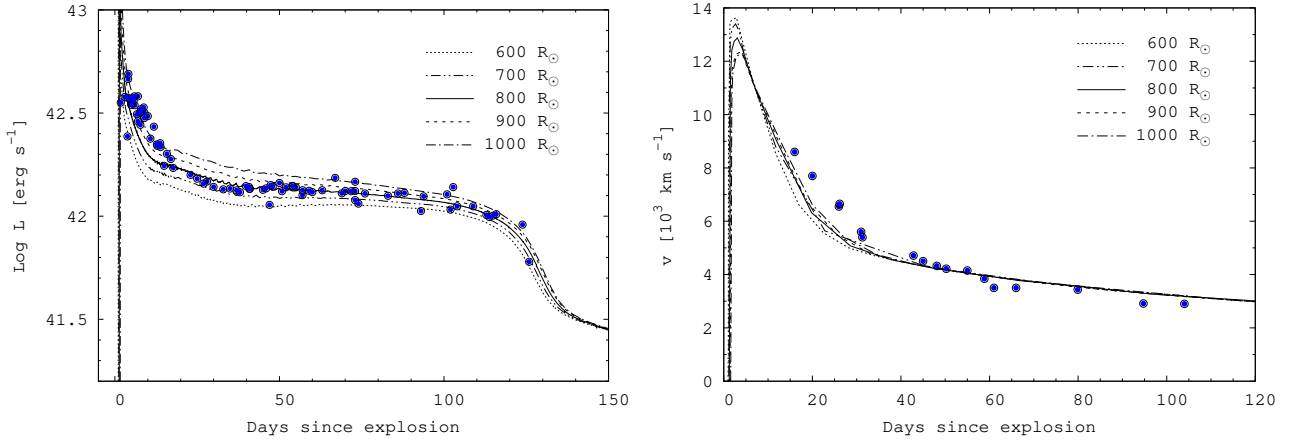 43
42.5
42
41.5
Log L [erg s⁻¹]
0
50
100
150
Days since explosion
600 R⊙
700 R⊙
800 R⊙
900 R⊙
1000 R⊙
14
12
10
8
6
4
2
0
v [10³ km s⁻¹]
0
20
40
60
80
100
120
Days since explosion
600 R⊙
700 R⊙
800 R⊙
900 R⊙
1000 R⊙